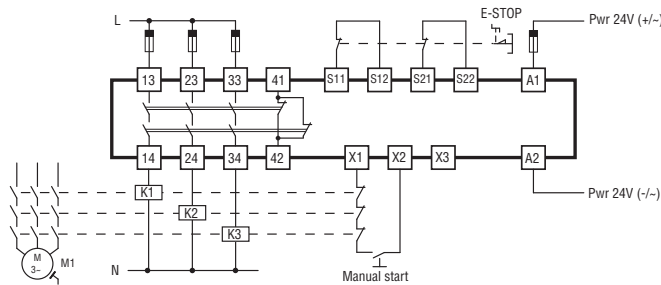 L
E-STOP
Pwr 24V (+/~)
13 23 33 41 S11 S12 S21 S22 A1
14 24 34 42 X1 X2 X3 A2
K1
Pwr 24V (-/~)
K2
K3
M
3~
M1
N
Manual start